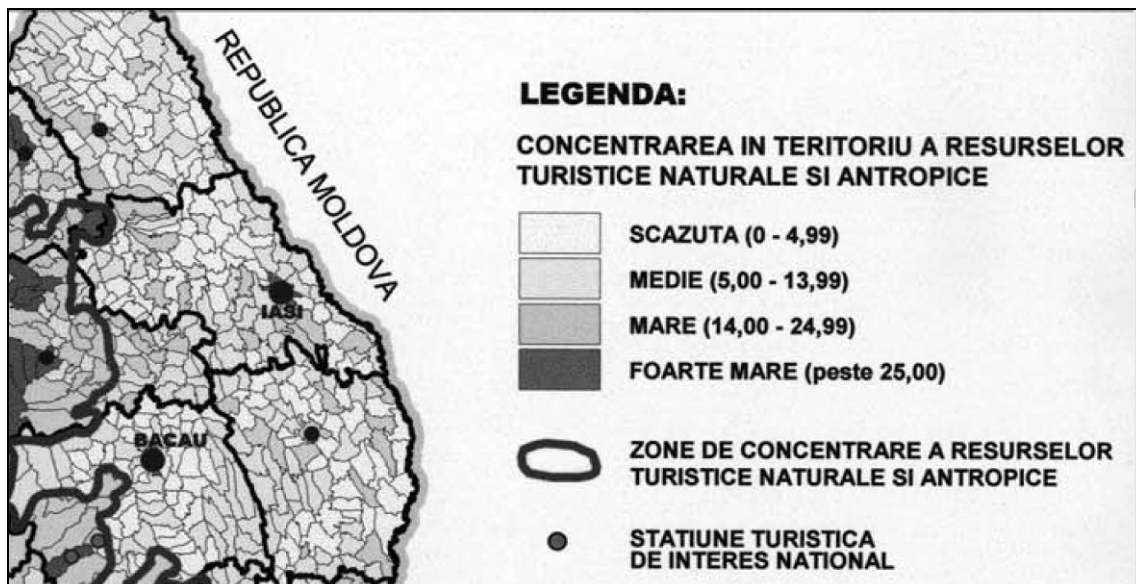 REPUBLICA MOLDOVA
IASI
BACAU
LEGENDA:
CONCENTRAREA IN TERITORIU A RESURSELOR
TURISTICE NATURALE SI ANTROPICE
SCAZUTA (0 - 4,99)
MEDIE (5,00 - 13,99)
MARE (14,00 - 24,99)
FOARTE MARE (peste 25,00)
ZONE DE CONCENTRARE A RESURSELOR
TURISTICE NATURALE SI ANTROPICE
STATIUNE TURISTICA
DE INTERES NATIONAL